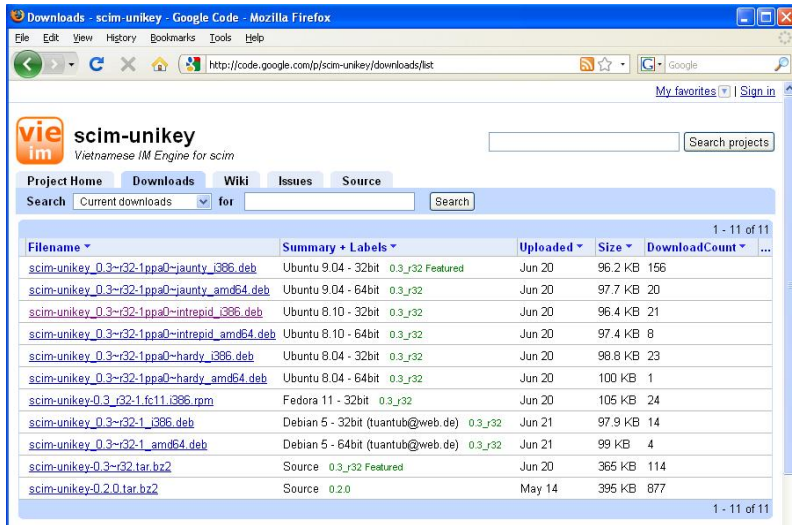 Downloads - scim-unikey - Google Code - Mozilla Firefox
File Edit View History Bookmarks Tools Help
http://code.google.com/p/scim-unikey/downloads/list G Google
My favorites | Sign in
vie im
scim-unikey
Vietnamese IM Engine for scim
Search projects
Project Home Downloads Wiki Issues Source
Search Current downloads for Search
1 - 11 of 11
Filename Summary + Labels Uploaded Size DownloadCount ...
scim-unikey_0.3~r32-1ppa0~jaunty_i386.deb Ubuntu 9.04 - 32bit 0.3_r32 Featured Jun 20 96.2 KB 156
scim-unikey_0.3~r32-1ppa0~jaunty_amd64.deb Ubuntu 9.04 - 64bit 0.3_r32 Jun 20 97.7 KB 20
scim-unikey_0.3~r32-1ppa0~intrepid_i386.deb Ubuntu 8.10 - 32bit 0.3_r32 Jun 20 96.4 KB 21
scim-unikey_0.3~r32-1ppa0~intrepid_amd64.deb Ubuntu 8.10 - 64bit 0.3_r32 Jun 20 97.4 KB 8
scim-unikey_0.3~r32-1ppa0~hardy_i386.deb Ubuntu 8.04 - 32bit 0.3_r32 Jun 20 98.8 KB 23
scim-unikey_0.3~r32-1ppa0~hardy_amd64.deb Ubuntu 8.04 - 64bit 0.3_r32 Jun 20 100 KB 1
scim-unikey-0.3_r32-1.fc11.i386.rpm Fedora 11 - 32bit 0.3_r32 Jun 20 105 KB 24
scim-unikey_0.3~r32-1_i386.deb Debian 5 - 32bit (tuantub@web.de) 0.3_r32 Jun 21 97.9 KB 14
scim-unikey_0.3~r32-1_amd64.deb Debian 5 - 64bit (tuantub@web.de) 0.3_r32 Jun 21 99 KB 4
scim-unikey-0.3~r32.tar.bz2 Source 0.3_r32 Featured Jun 20 365 KB 114
scim-unikey-0.2.0.tar.bz2 Source 0.2.0 May 14 395 KB 877
1 - 11 of 11